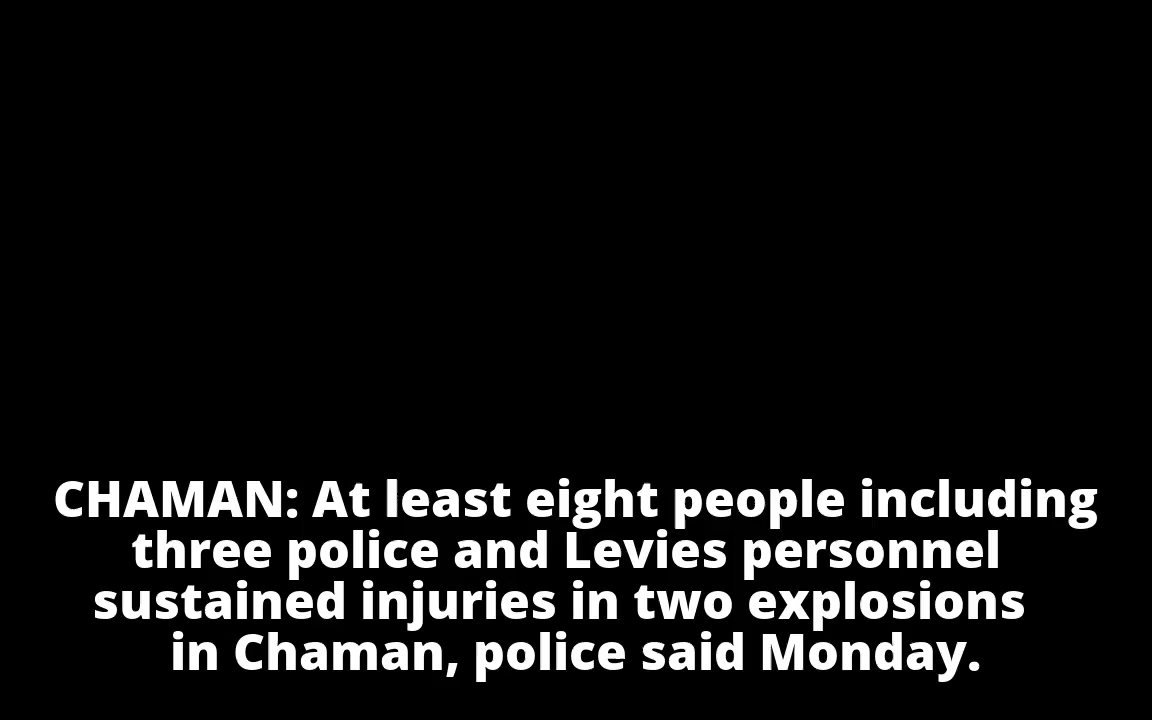 CHAMAN: At least eight people including
three police and Levies personnel
sustained injuries in two explosions
in Chaman, police said Monday.